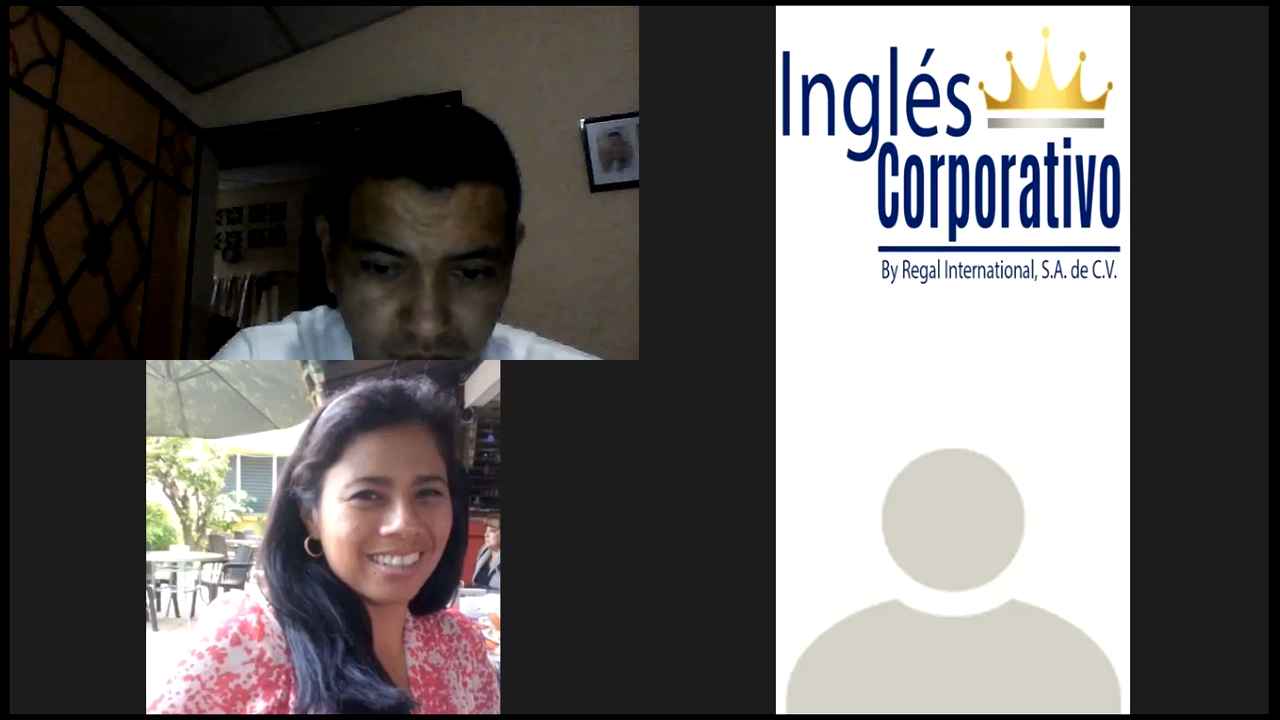 Inglés
Corporativo
By Regal International, S.A. de C.V.